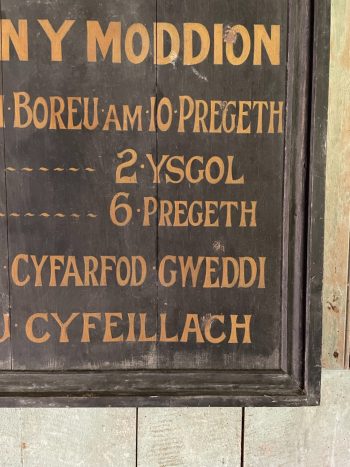 N Y MODDION
BOREU·AM·10·PREGETH
2·YSGOL
6·PREGETH
CYFARFOD·GWEDDI
U CYFEILLACH